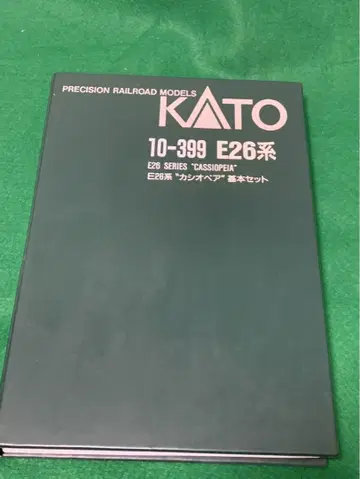 PRECISION RAILROAD MODELS
KATO
10-399 E26系
E26 SERIES "CASSIOPEIA"
E26系 "カシオペア" 基本セット